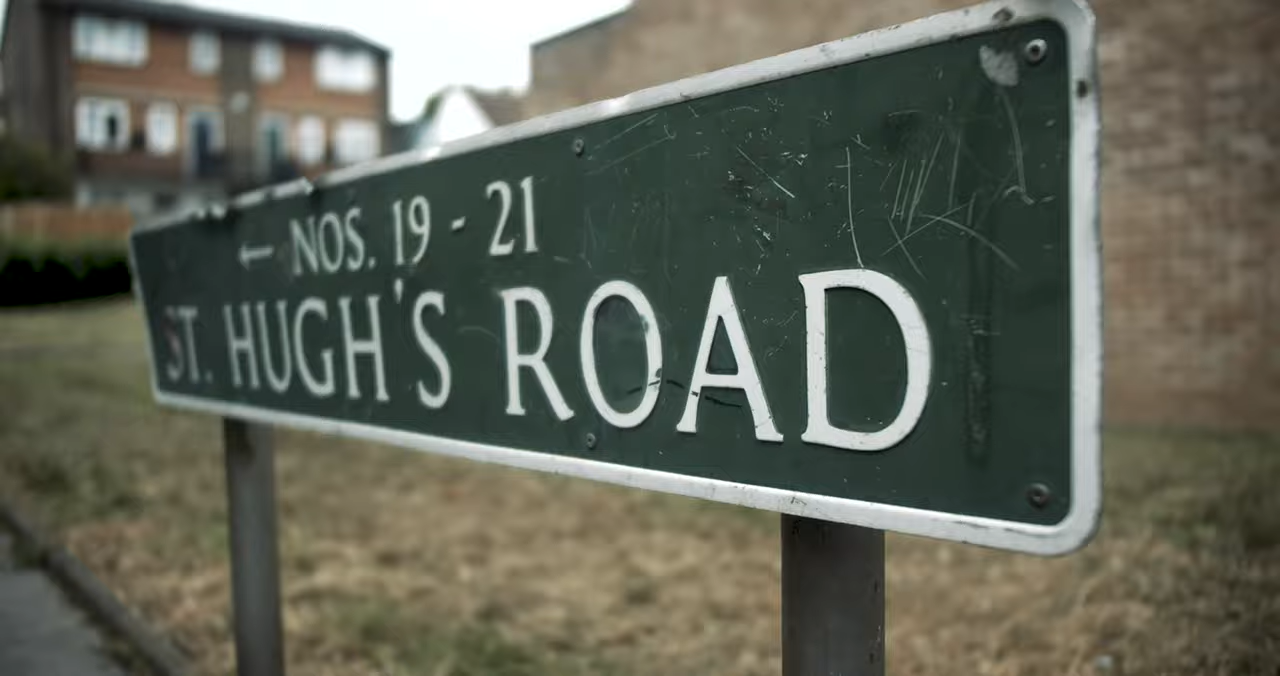 ← NOS. 19 - 21
ST. HUGH'S ROAD